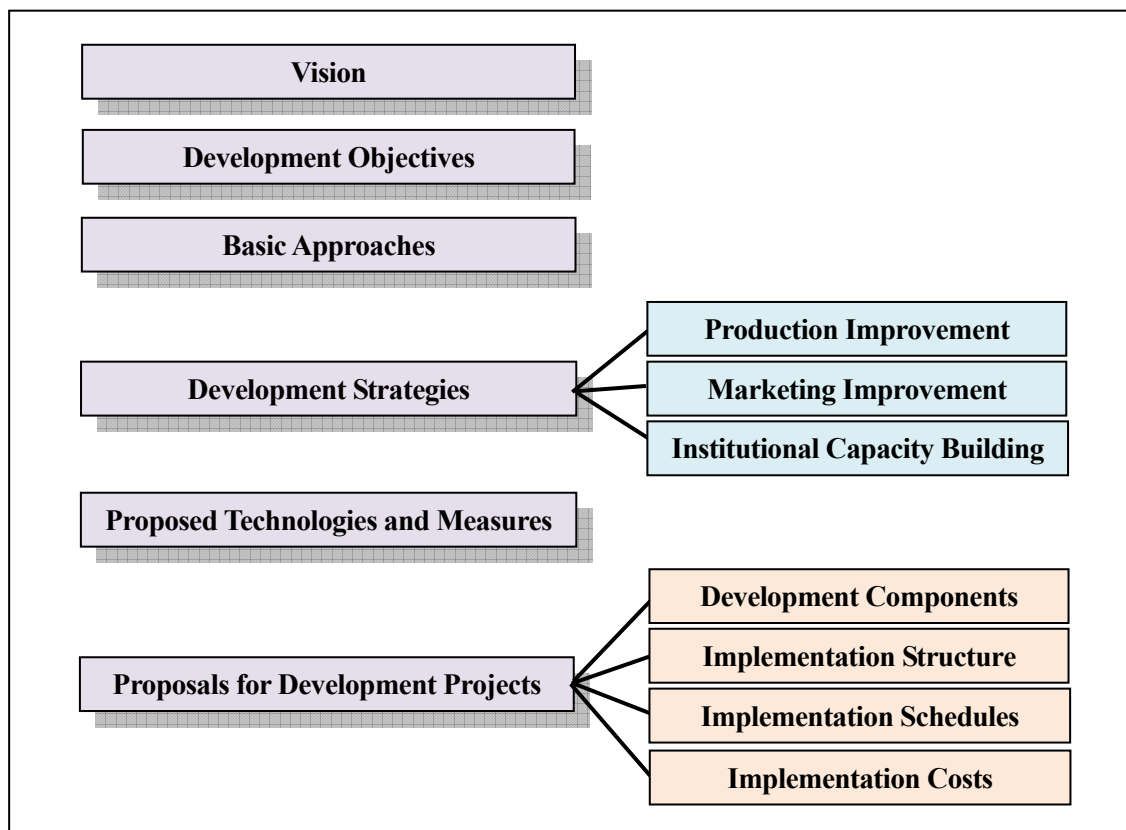 Vision
Development Objectives
Basic Approaches
Development Strategies
Production Improvement
Marketing Improvement
Institutional Capacity Building
Proposed Technologies and Measures
Proposals for Development Projects
Development Components
Implementation Structure
Implementation Schedules
Implementation Costs